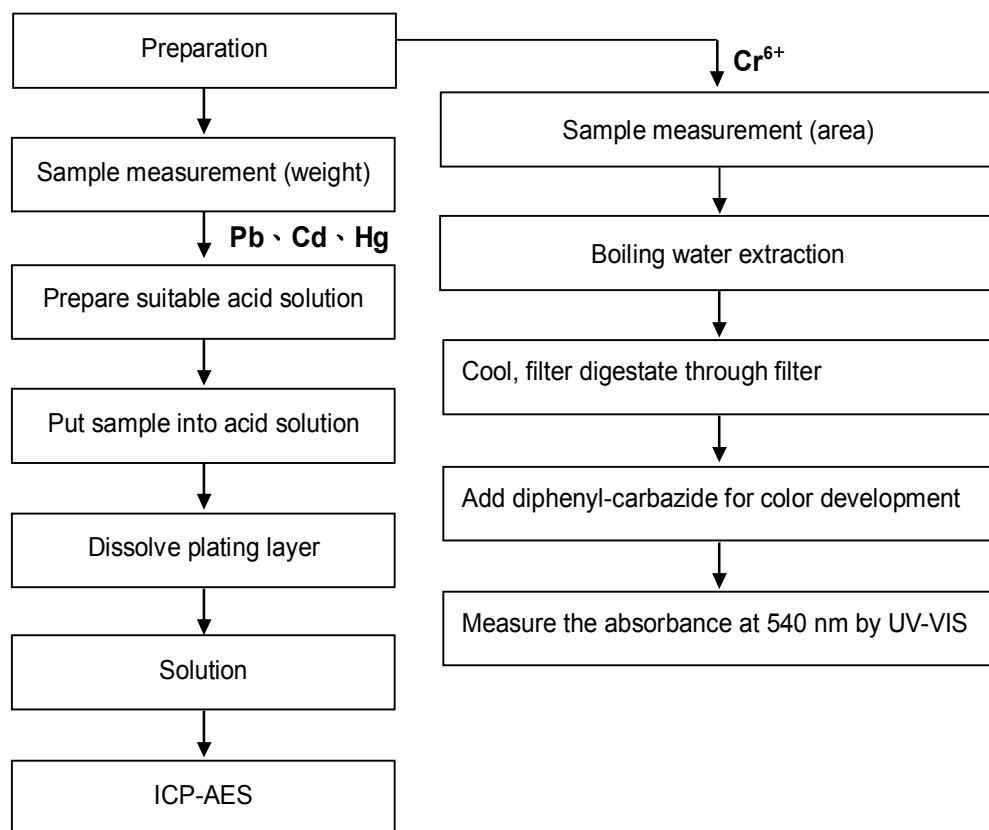 Preparation
Sample measurement (weight)
Pb、Cd、Hg
Prepare suitable acid solution
Put sample into acid solution
Dissolve plating layer
Solution
ICP-AES
Cr⁶⁺
Sample measurement (area)
Boiling water extraction
Cool, filter digestate through filter
Add diphenyl-carbazide for color development
Measure the absorbance at 540 nm by UV-VIS